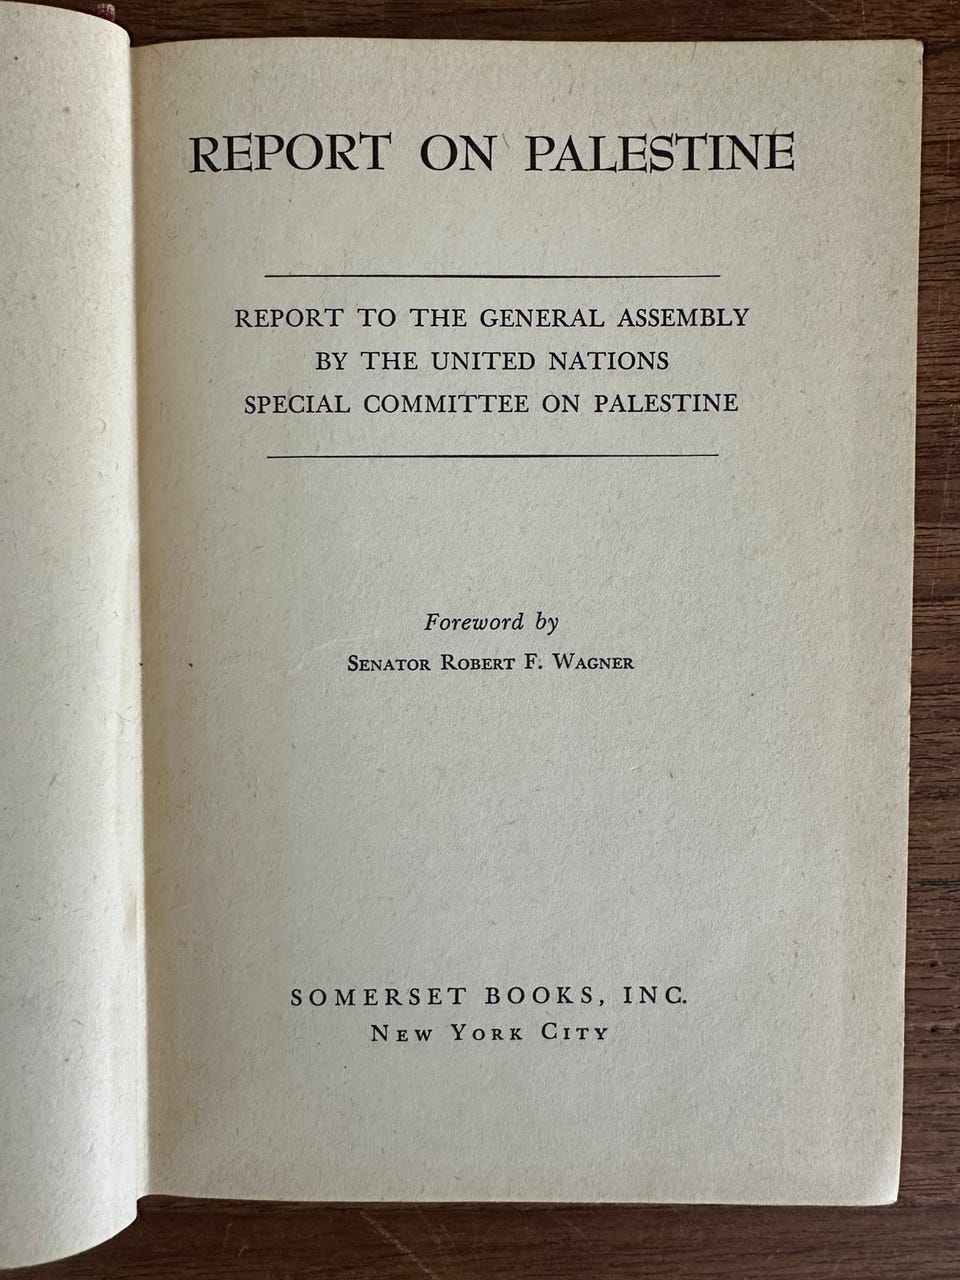 REPORT ON PALESTINE
REPORT TO THE GENERAL ASSEMBLY
BY THE UNITED NATIONS
SPECIAL COMMITTEE ON PALESTINE
Foreword by
SENATOR ROBERT F. WAGNER
SOMERSET BOOKS, INC.
NEW YORK CITY